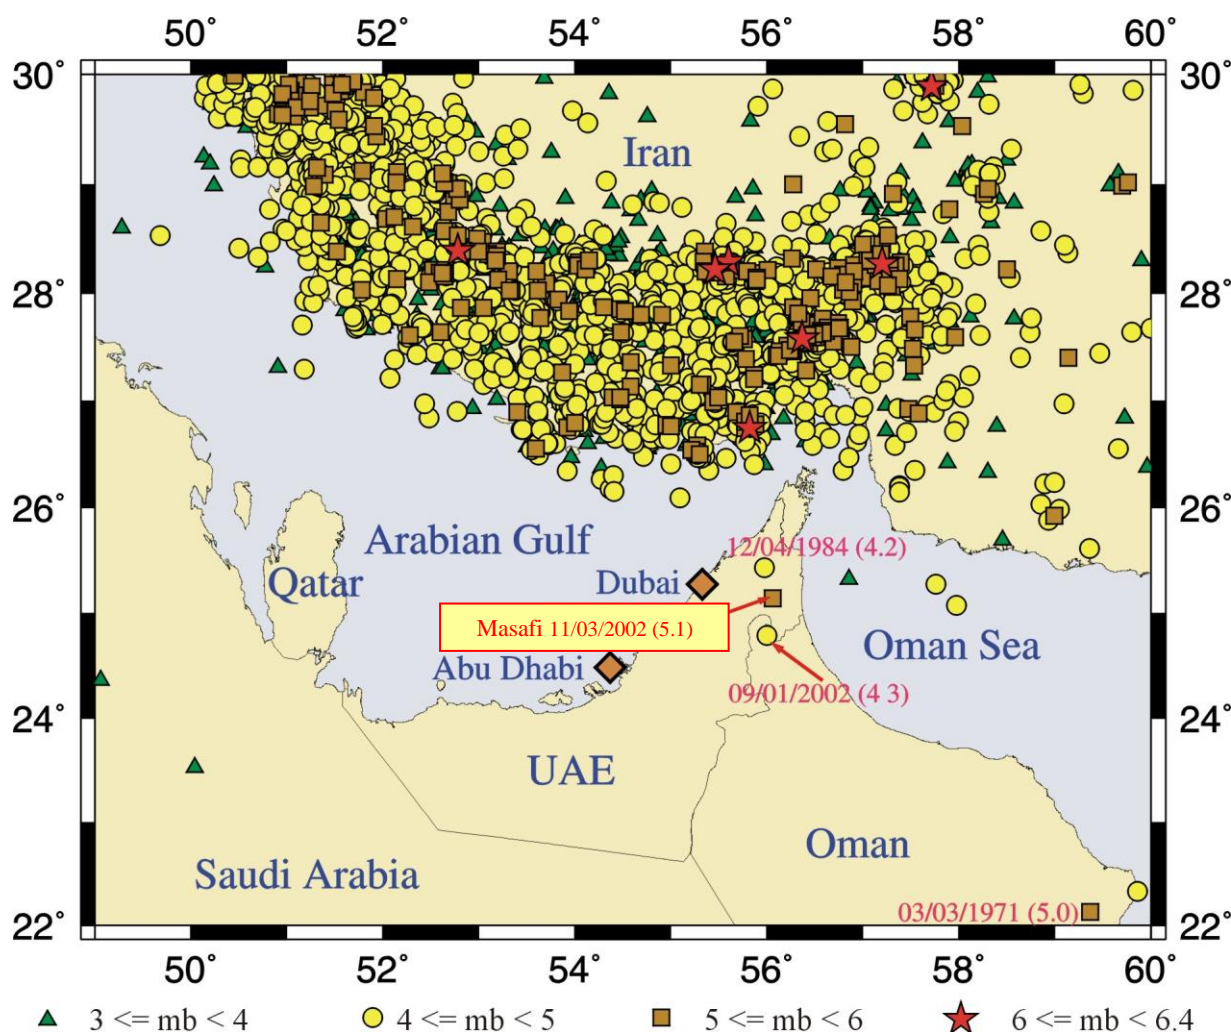 50° 52° 54° 56° 58° 60°
30° 30°
Iran
28° 28°
26° 26°
Arabian Gulf
12/04/1984 (4.2)
Qatar
Dubai
Masafi 11/03/2002 (5.1)
Oman Sea
Abu Dhabi
09/01/2002 (4 3)
24° 24°
UAE
Oman
Saudi Arabia
03/03/1971 (5.0)
22° 22°
50° 52° 54° 56° 58° 60°
3 <= mb < 4 4 <= mb < 5 5 <= mb < 6 6 <= mb < 6.4